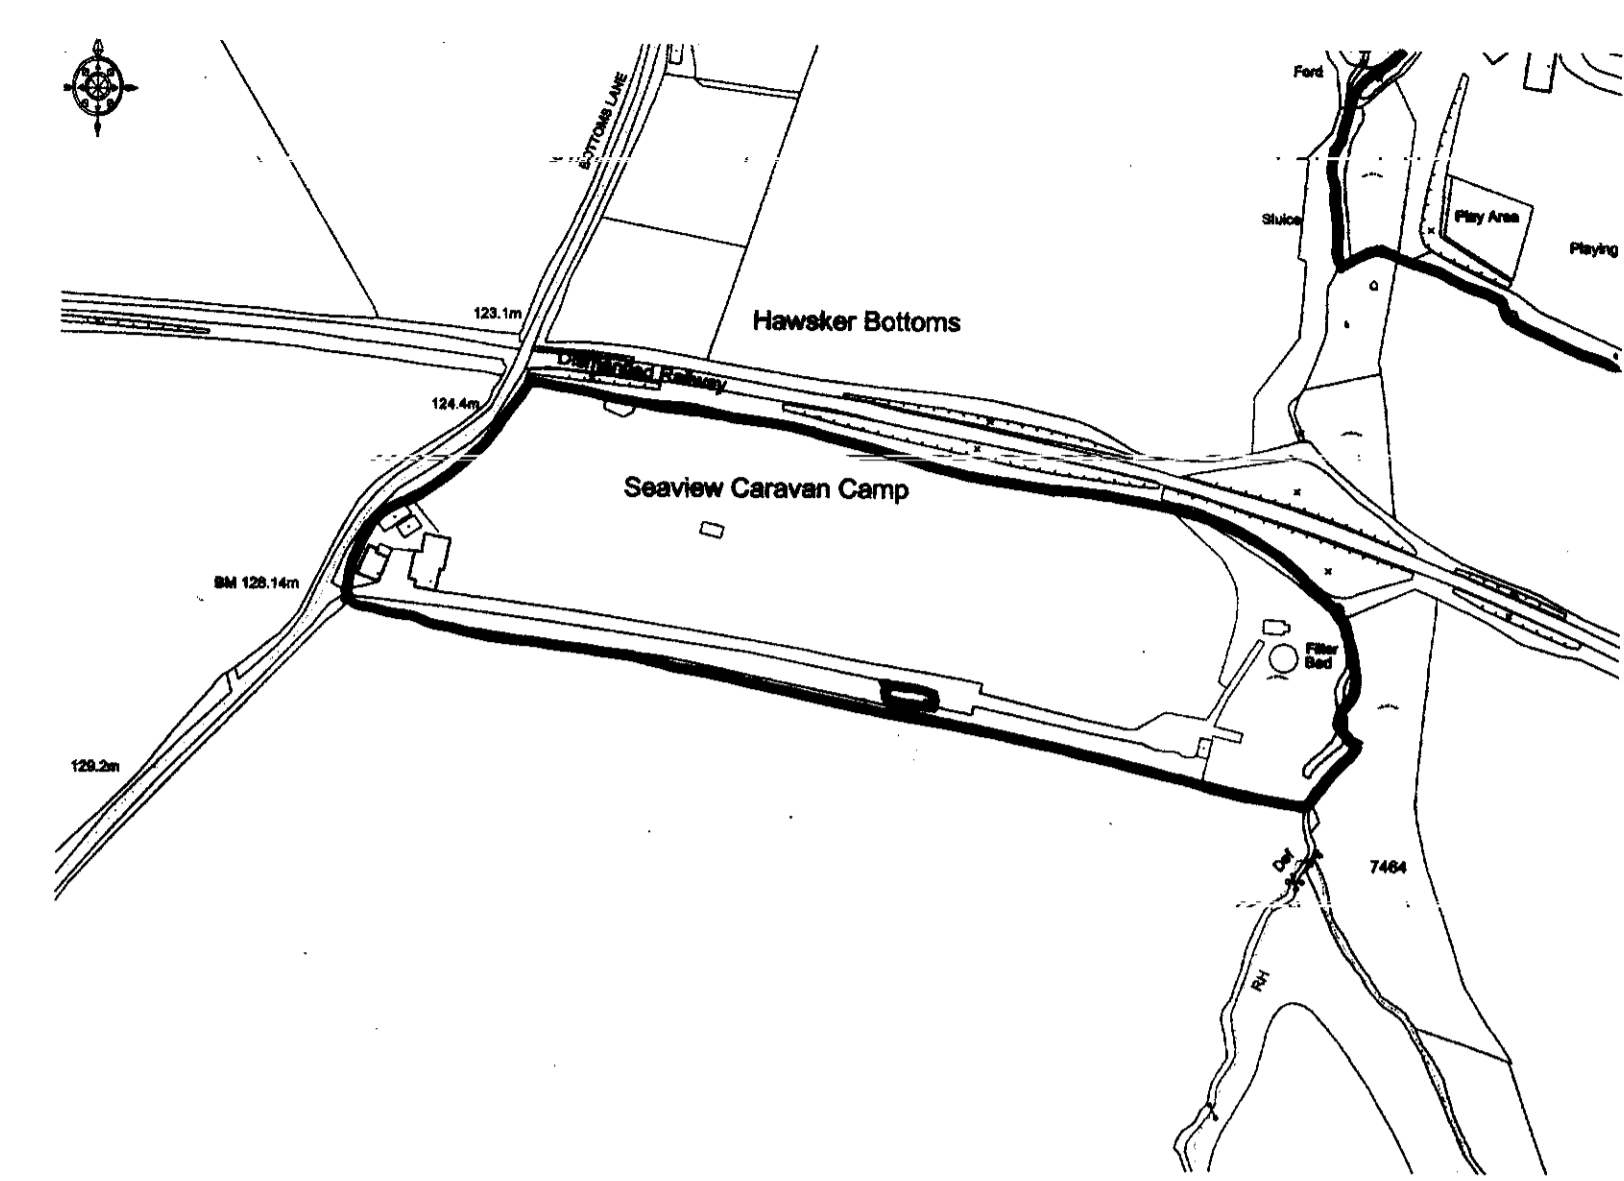 Ford
BOTTOMS LANE
Sluice
Play Area
Playing
123.1m
Hawsker Bottoms
Dismantled Railway
124.4m
Seaview Caravan Camp
BM 128.14m
Filter
Bed
129.2m
Def
7464
RH